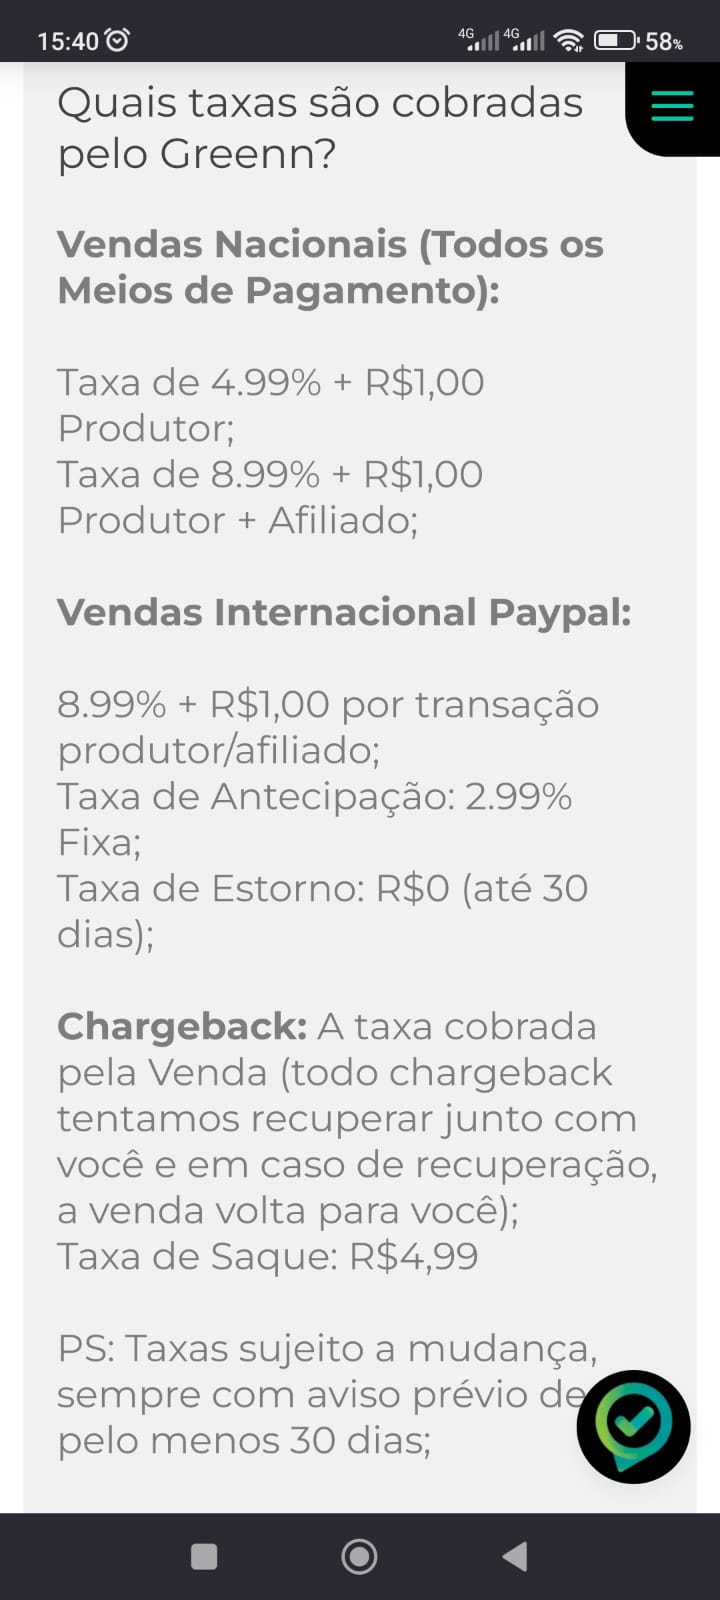 15:40
4G 4G 58%
Quais taxas são cobradas
pelo Greenn?
Vendas Nacionais (Todos os
Meios de Pagamento):
Taxa de 4.99% + R$1,00
Produtor;
Taxa de 8.99% + R$1,00
Produtor + Afiliado;
Vendas Internacional Paypal:
8.99% + R$1,00 por transação
produtor/afiliado;
Taxa de Antecipação: 2.99%
Fixa;
Taxa de Estorno: R$0 (até 30
dias);
Chargeback: A taxa cobrada
pela Venda (todo chargeback
tentamos recuperar junto com
você e em caso de recuperação,
a venda volta para você);
Taxa de Saque: R$4,99
PS: Taxas sujeito a mudança,
sempre com aviso prévio de
pelo menos 30 dias;